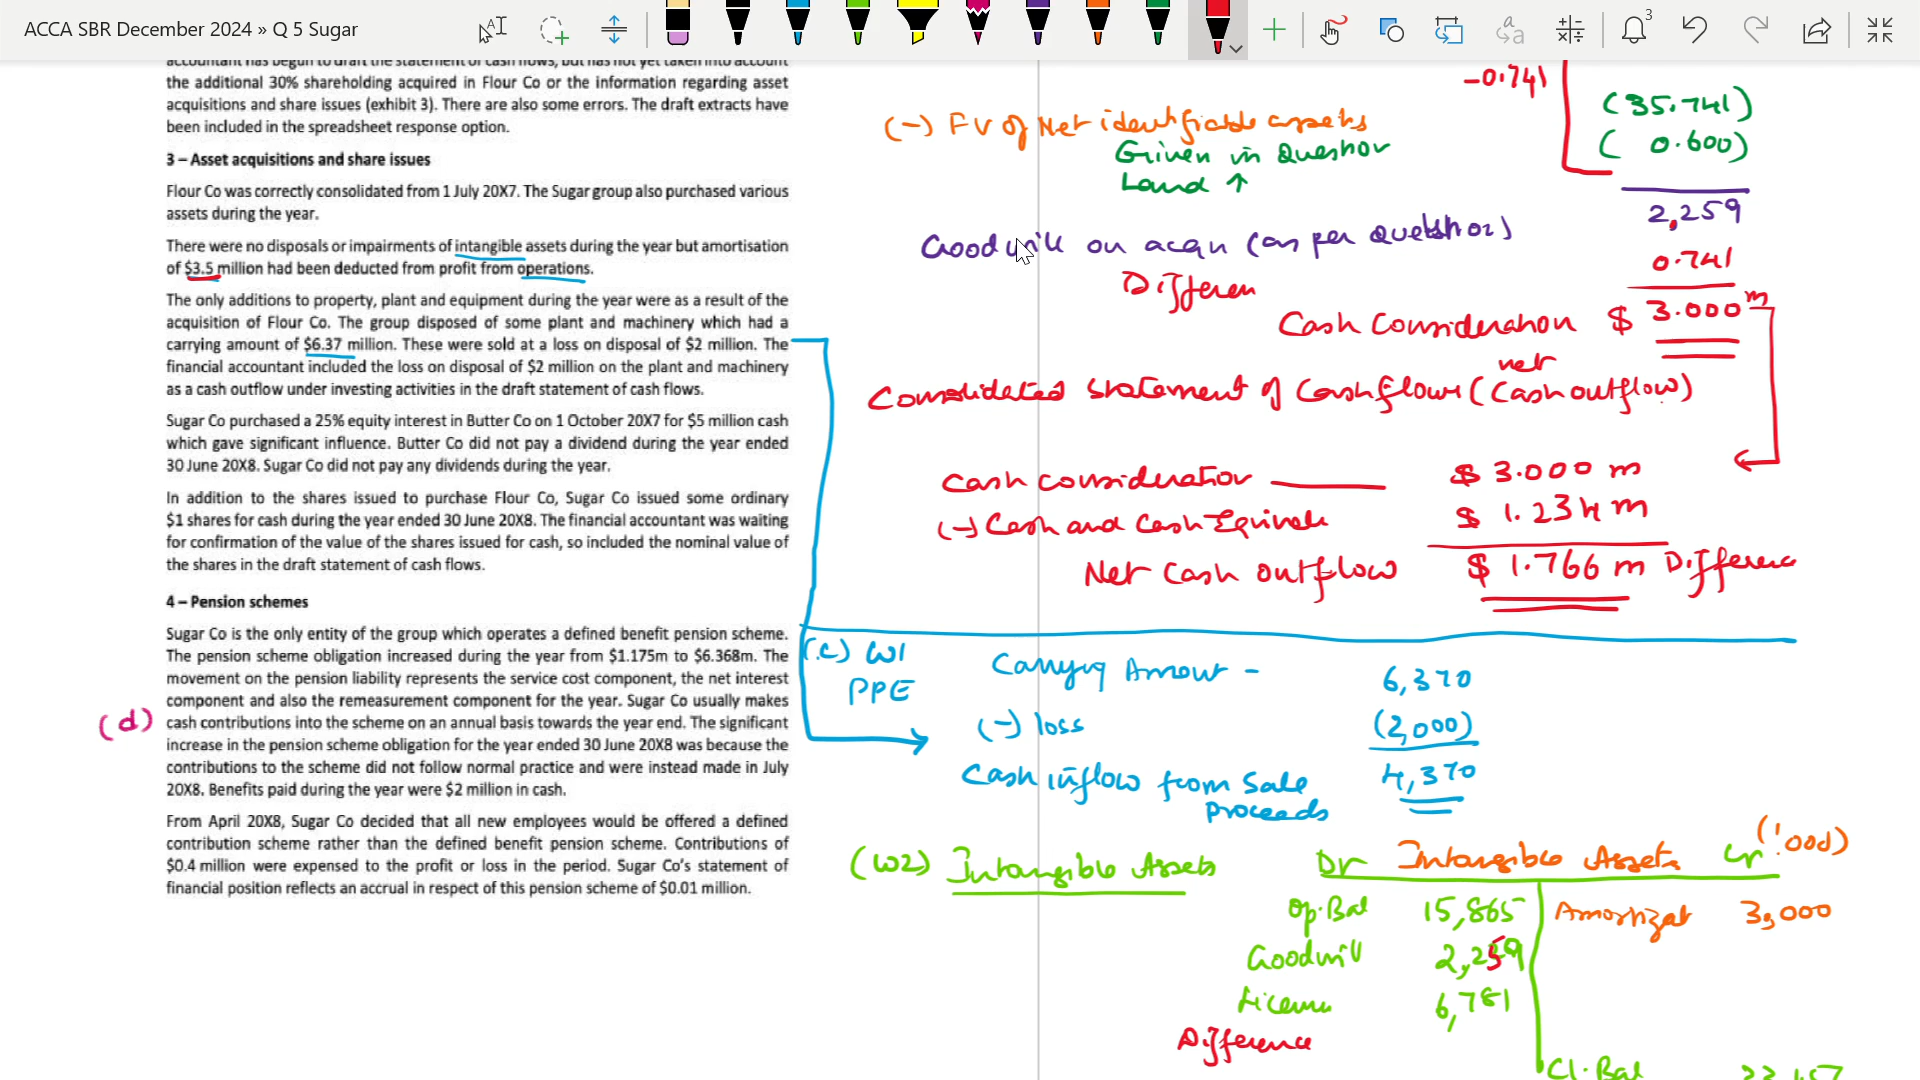 ACCA SBR December 2024 » Q 5 Sugar
3
accountant has begun to draft the statement of cash flows, but has not yet taken into account
the additional 30% shareholding acquired in Flour Co or the information regarding asset
acquisitions and share issues (exhibit 3). There are also some errors. The draft extracts have
been included in the spreadsheet response option.
3 – Asset acquisitions and share issues
Flour Co was correctly consolidated from 1 July 20X7. The Sugar group also purchased various
assets during the year.
There were no disposals or impairments of intangible assets during the year but amortisation
of $3.5 million had been deducted from profit from operations.
The only additions to property, plant and equipment during the year were as a result of the
acquisition of Flour Co. The group disposed of some plant and machinery which had a
carrying amount of $6.37 million. These were sold at a loss on disposal of $2 million. The
financial accountant included the loss on disposal of $2 million on the plant and machinery
as a cash outflow under investing activities in the draft statement of cash flows.
Sugar Co purchased a 25% equity interest in Butter Co on 1 October 20X7 for $5 million cash
which gave significant influence. Butter Co did not pay a dividend during the year ended
30 June 20X8. Sugar Co did not pay any dividends during the year.
In addition to the shares issued to purchase Flour Co, Sugar Co issued some ordinary
$1 shares for cash during the year ended 30 June 20X8. The financial accountant was waiting
for confirmation of the value of the shares issued for cash, so included the nominal value of
the shares in the draft statement of cash flows.
4 – Pension schemes
Sugar Co is the only entity of the group which operates a defined benefit pension scheme.
The pension scheme obligation increased during the year from $1.175m to $6.368m. The
movement on the pension liability represents the service cost component, the net interest
component and also the remeasurement component for the year. Sugar Co usually makes
(d) cash contributions into the scheme on an annual basis towards the year end. The significant
increase in the pension scheme obligation for the year ended 30 June 20X8 was because the
contributions to the scheme did not follow normal practice and were instead made in July
20X8. Benefits paid during the year were $2 million in cash.
From April 20X8, Sugar Co decided that all new employees would be offered a defined
contribution scheme rather than the defined benefit pension scheme. Contributions of
$0.4 million were expensed to the profit or loss in the period. Sugar Co's statement of
financial position reflects an accrual in respect of this pension scheme of $0.01 million.
-0.741
(-) FV of Net identifiable assets (35.741)
Given in Question (0.600)
Land ↑
Goodwill on acqn (as per Question) 2,259
Differen 0.741
Cash Consideration $ 3.000 m
Consolidated Statement of Cashflows (net Cash outflow)
Cash consideration $ 3.000 m
(-) Cash and Cash Equivale $ 1.234 m
Net Cash outflow $ 1.766 m Differenc
(.c) W1 Carrying Amout - 6,370
PPE
(-) loss (2,000)
Cash inflow from Sale 4,370
Proceeds
(W2) Intangible Assets Dr Intangible Assets Cr ('000)
Op.Bal 15,865 Amortizat 3,000
Goodwill 2,259
License 6,781
Difference
Cl.Bal